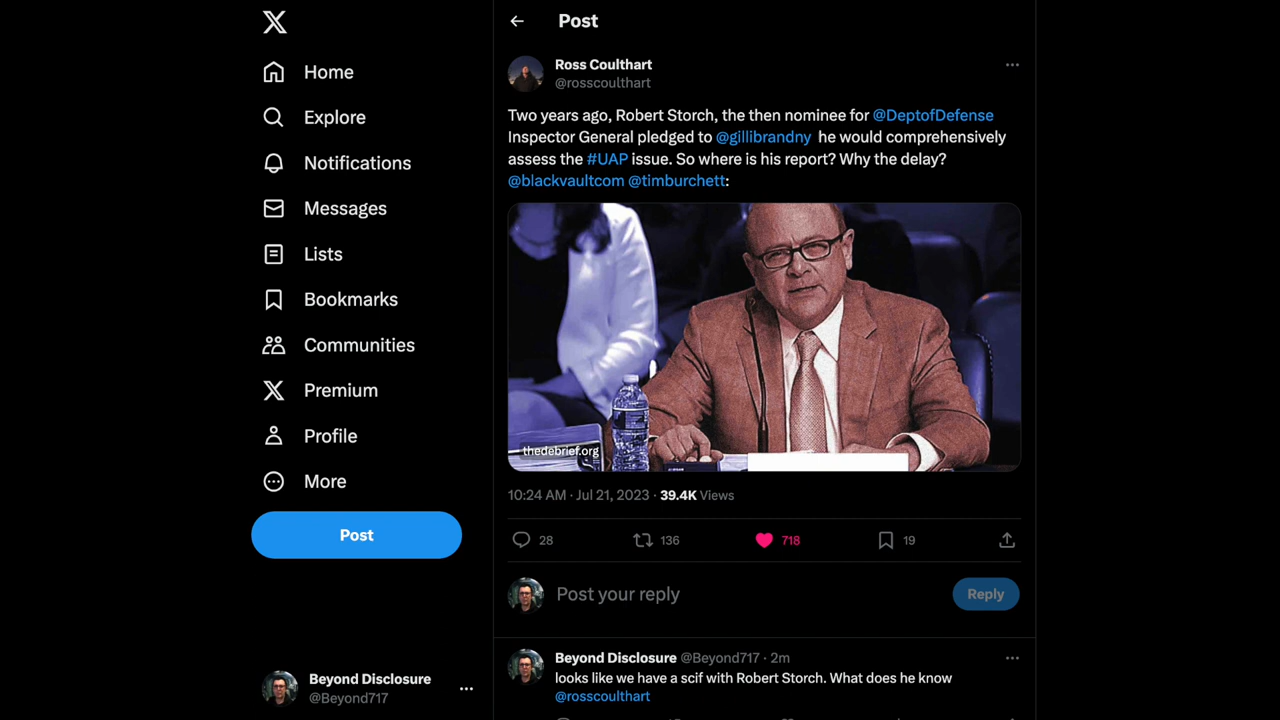 Home
Explore
Notifications
Messages
Lists
Bookmarks
Communities
Premium
Profile
More
Post
Beyond Disclosure
@Beyond717
Post
Ross Coulthart
@rosscoulthart
Two years ago, Robert Storch, the then nominee for @DeptofDefense
Inspector General pledged to @gillibrandny he would comprehensively
assess the #UAP issue. So where is his report? Why the delay?
@blackvaultcom @timburchett:
thedebrief.org
10:24 AM · Jul 21, 2023 · 39.4K Views
28 136 718 19
Post your reply
Reply
Beyond Disclosure @Beyond717 · 2m
looks like we have a scif with Robert Storch. What does he know
@rosscoulthart